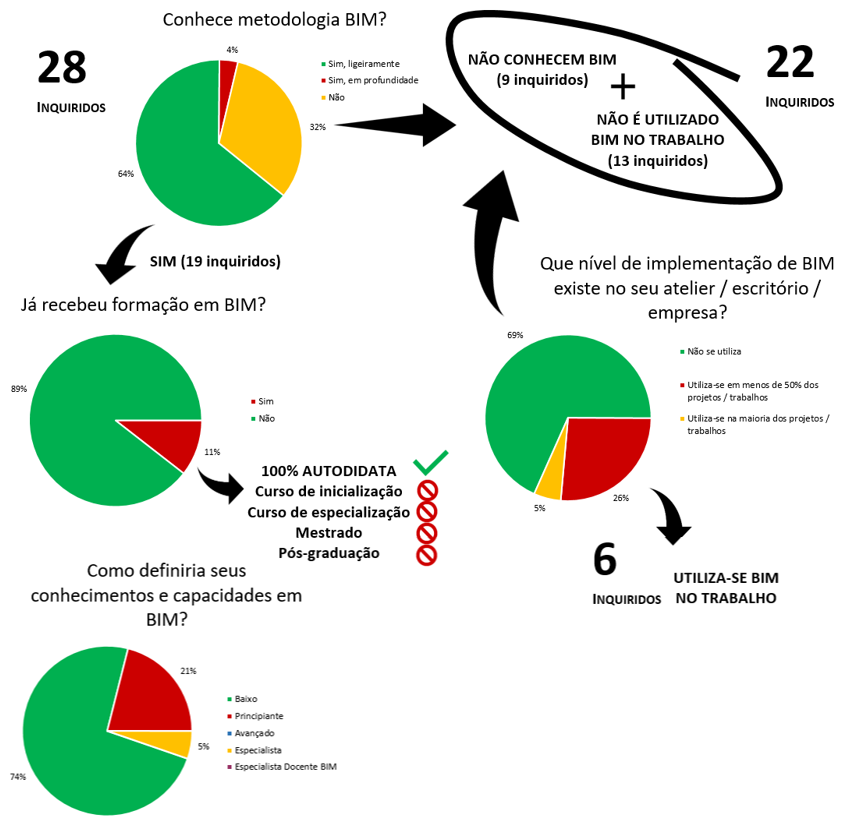 Conhece metodologia BIM?
28
INQUIRIDOS
4%
Sim, ligeiramente
Sim, em profundidade
Não
32%
64%
NÃO CONHECEM BIM
(9 inquiridos)
+
NÃO É UTILIZADO
BIM NO TRABALHO
(13 inquiridos)
22
INQUIRIDOS
SIM (19 inquiridos)
Já recebeu formação em BIM?
89%
Sim
Não
11%
100% AUTODIDATA
Curso de inicialização
Curso de especialização
Mestrado
Pós-graduação
Que nível de implementação de BIM
existe no seu atelier / escritório /
empresa?
69%
Não se utiliza
Utiliza-se em menos de 50% dos
projetos / trabalhos
Utiliza-se na maioria dos projetos /
trabalhos
26%
5%
6
INQUIRIDOS
UTILIZA-SE BIM
NO TRABALHO
Como definiria seus
conhecimentos e capacidades em
BIM?
21%
Baixo
Principiante
Avançado
Especialista
Especialista Docente BIM
5%
74%